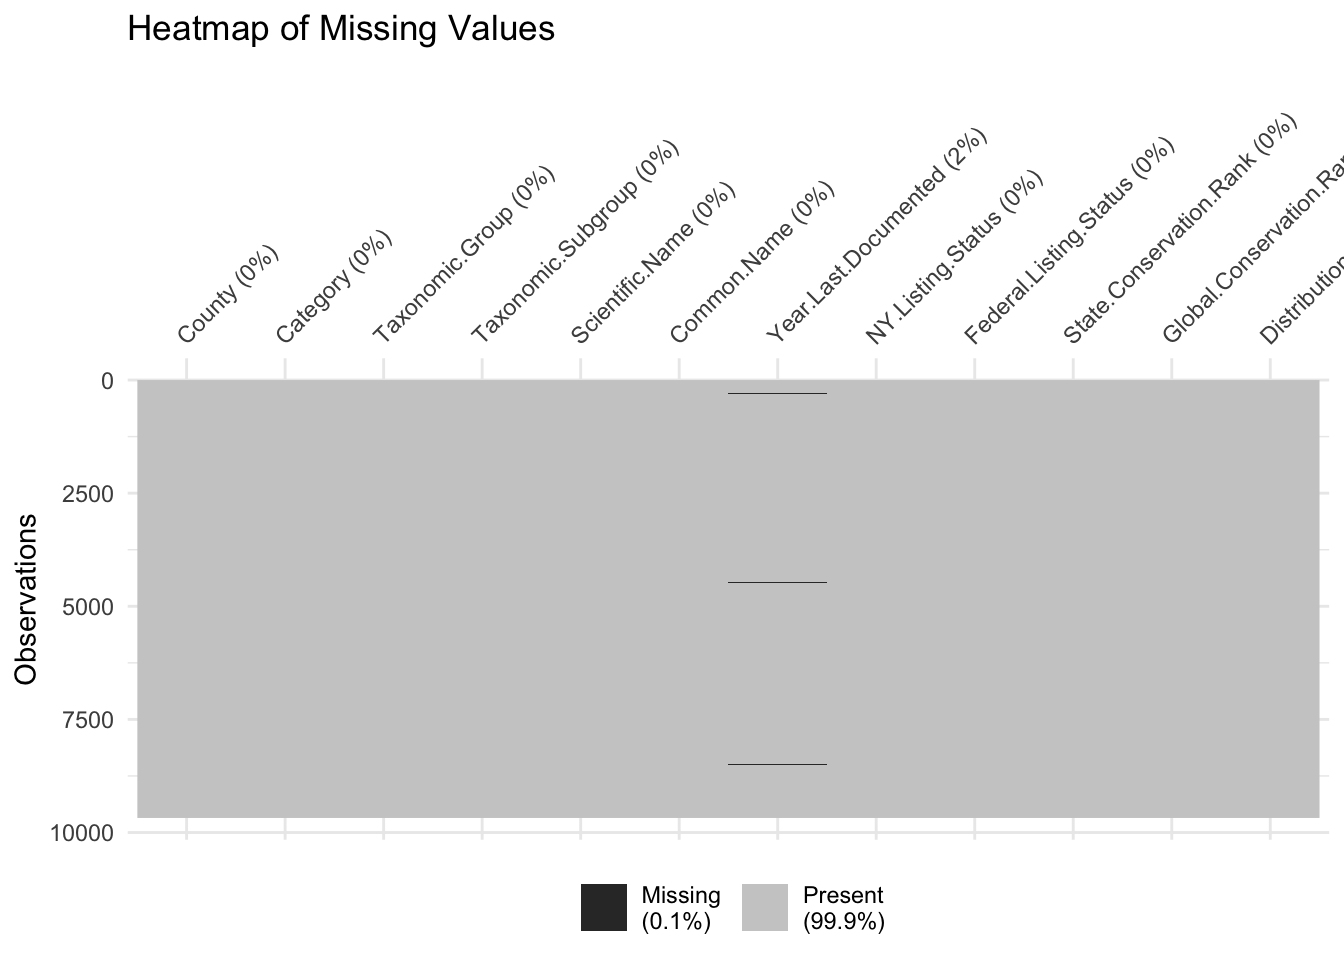 Heatmap of Missing Values
County (0%)
Category (0%)
Taxonomic.Group (0%)
Taxonomic.Subgroup (0%)
Scientific.Name (0%)
Common.Name (0%)
Year.Last.Documented (2%)
NY.Listing.Status (0%)
Federal.Listing.Status (0%)
State.Conservation.Rank (0%)
Global.Conservation.Ra
Distribution
Observations
0
2500
5000
7500
10000
Missing
(0.1%)
Present
(99.9%)